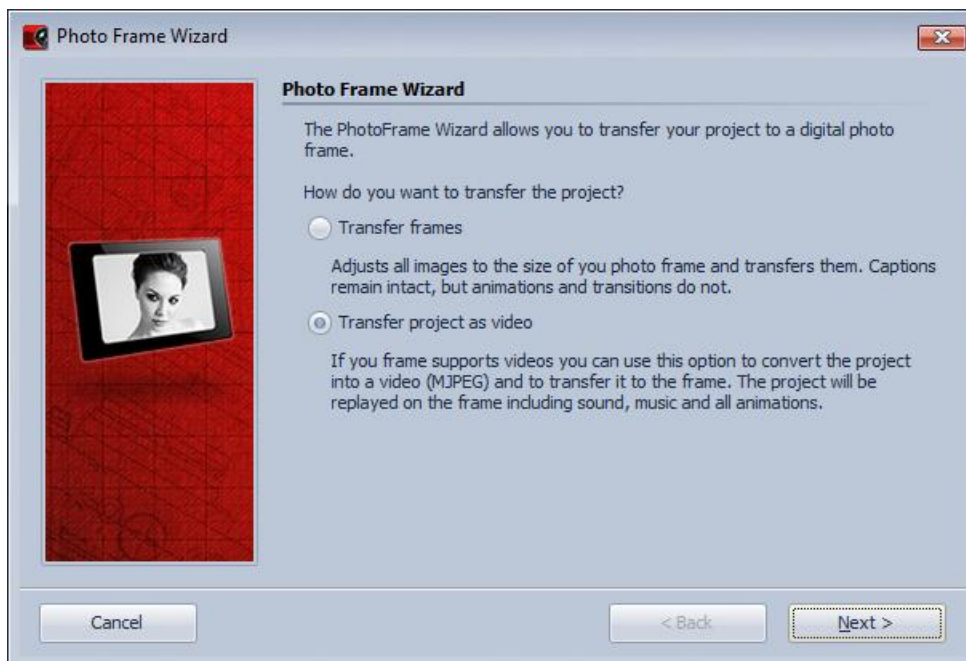 Photo Frame Wizard
Photo Frame Wizard
The PhotoFrame Wizard allows you to transfer your project to a digital photo
frame.
How do you want to transfer the project?
Transfer frames
Adjusts all images to the size of you photo frame and transfers them. Captions
remain intact, but animations and transitions do not.
Transfer project as video
If you frame supports videos you can use this option to convert the project
into a video (MJPEG) and to transfer it to the frame. The project will be
replayed on the frame including sound, music and all animations.
Cancel
< Back
Next >